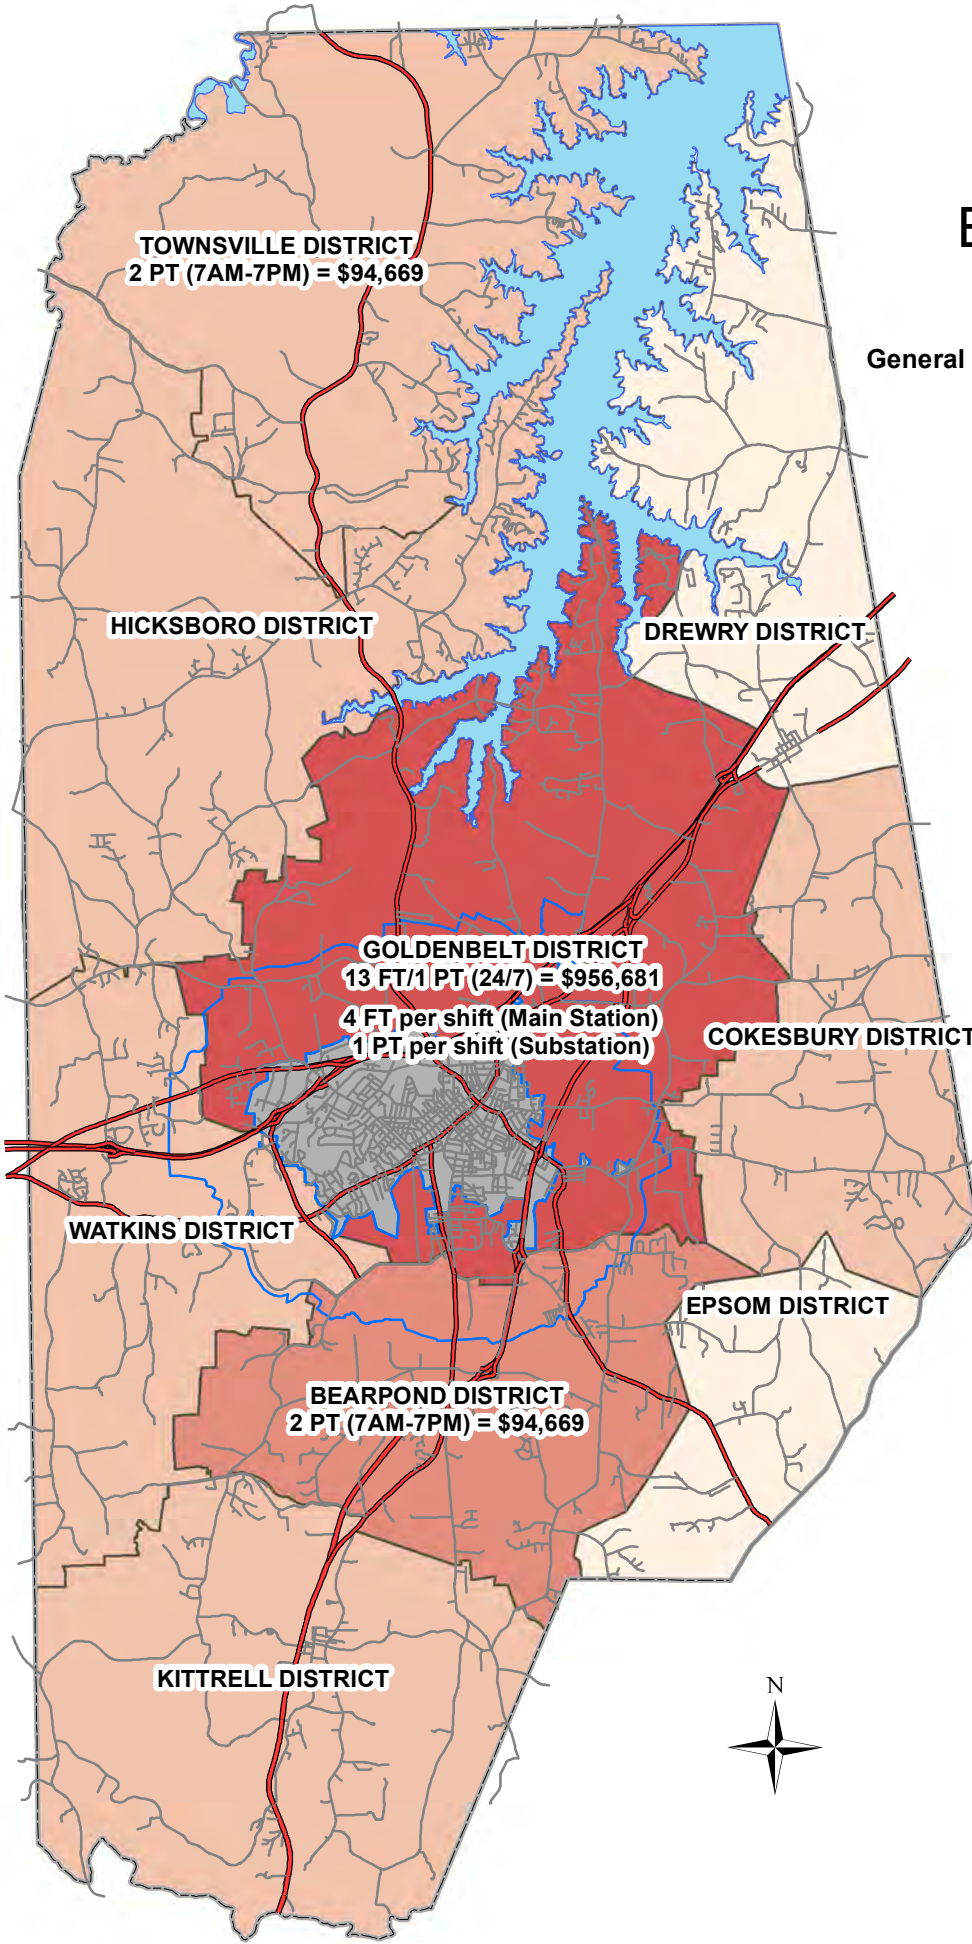 E
TOWNSVILLE DISTRICT
2 PT (7AM-7PM) = $94,669
General
HICKSBORO DISTRICT
DREWRY DISTRICT
GOLDENBELT DISTRICT
13 FT/1 PT (24/7) = $956,681
4 FT per shift (Main Station)
1 PT per shift (Substation)
COKESBURY DISTRICT
WATKINS DISTRICT
EPSOM DISTRICT
BEARPOND DISTRICT
2 PT (7AM-7PM) = $94,669
KITTRELL DISTRICT
N